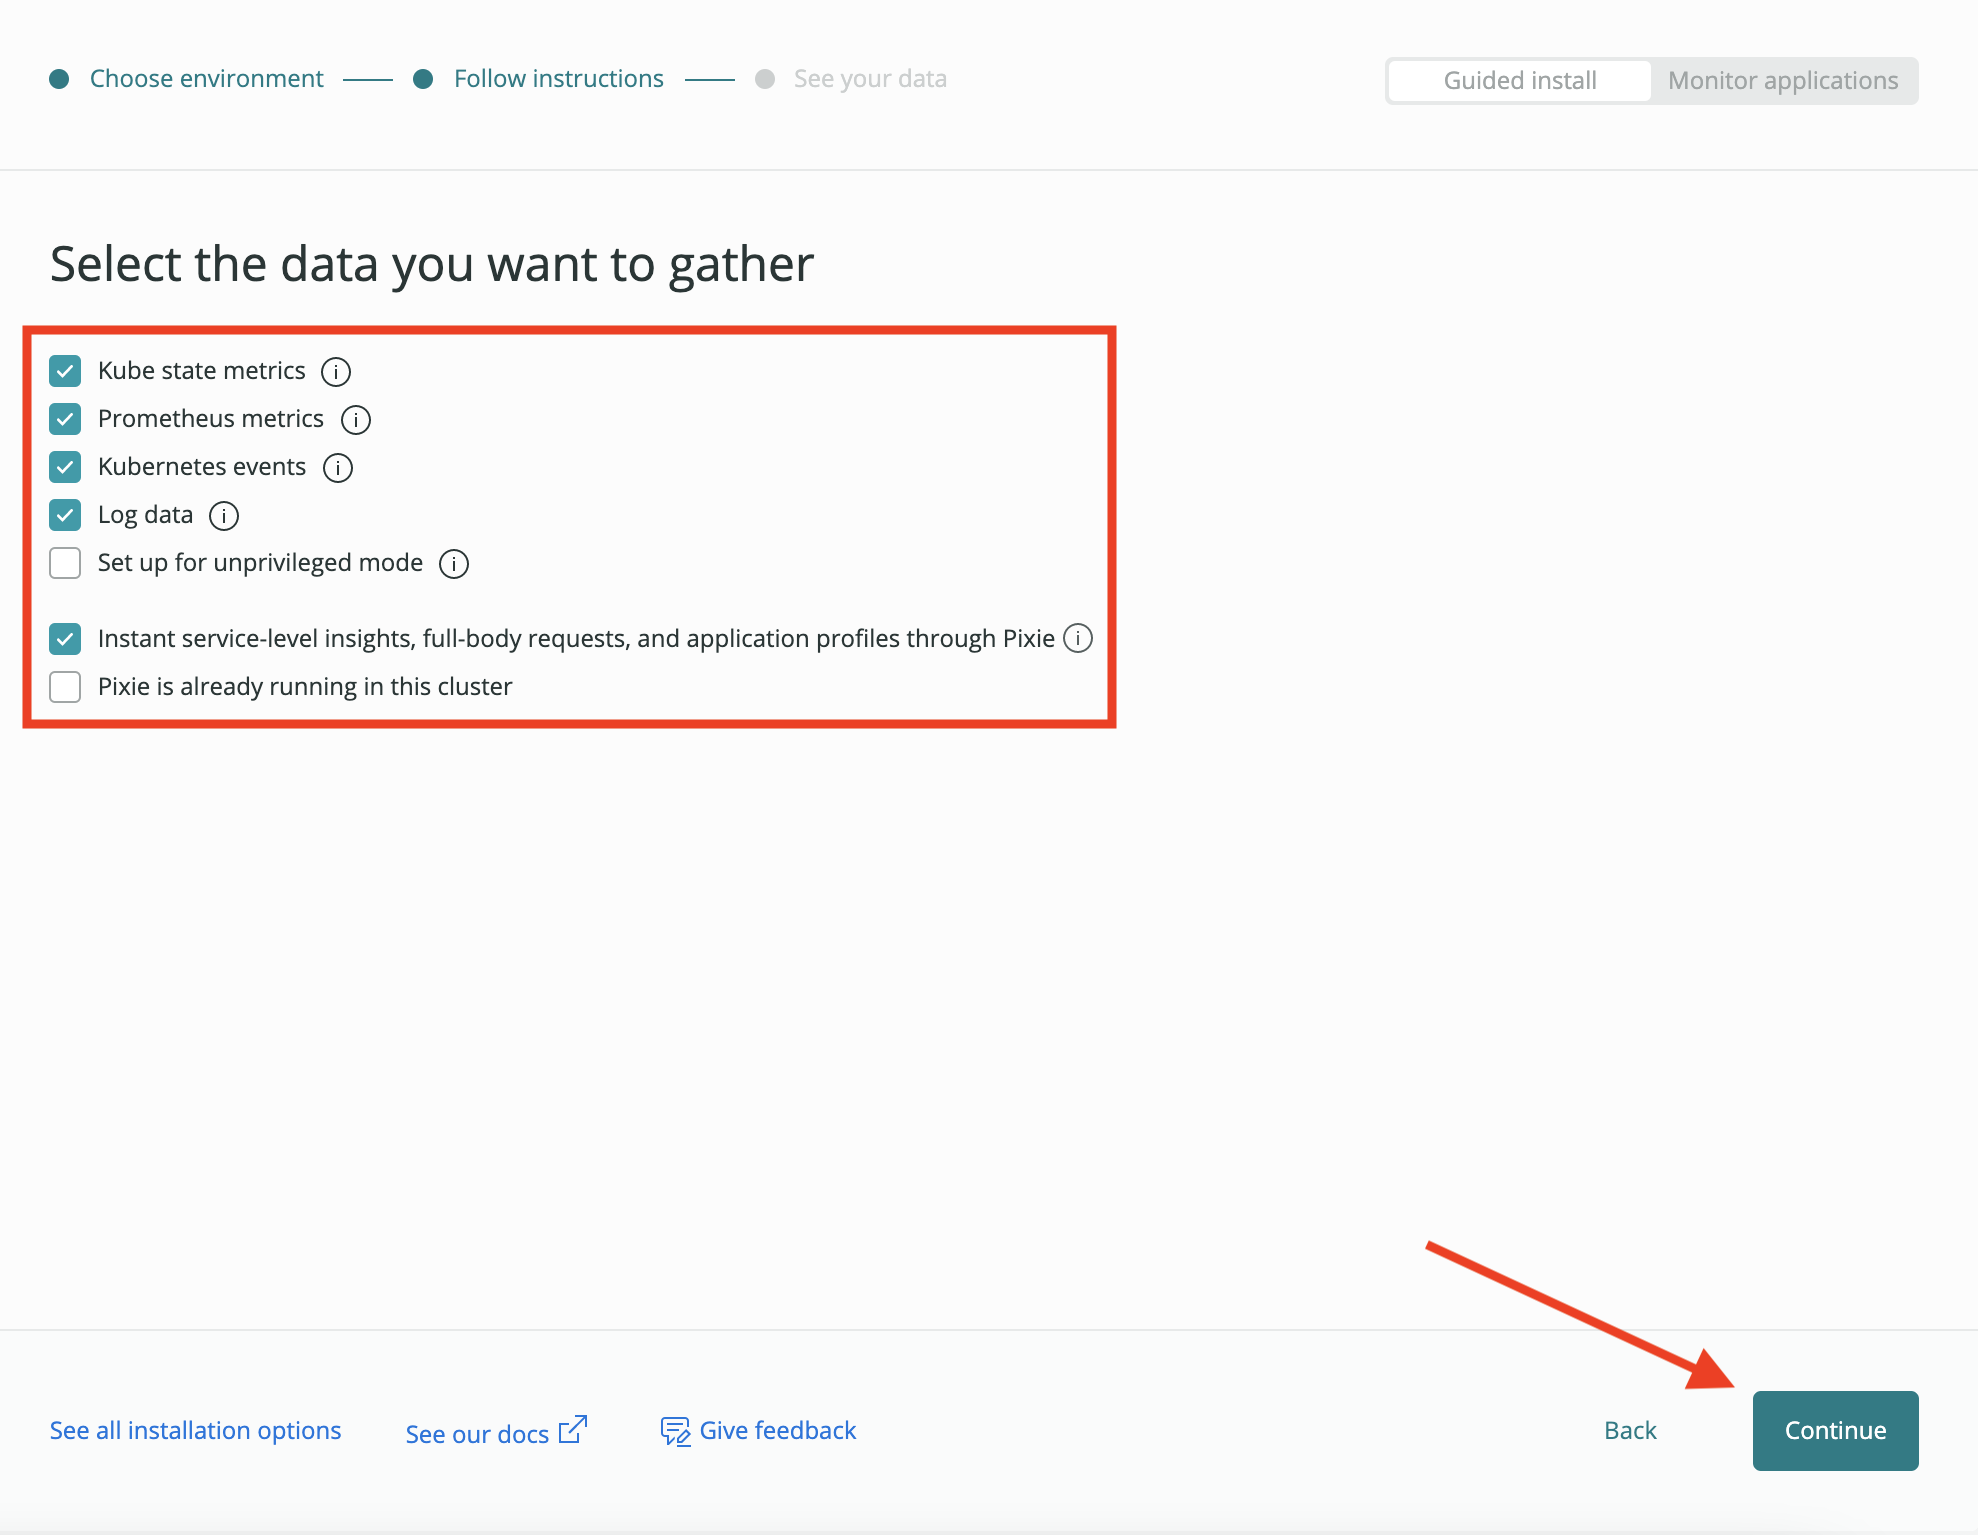 Choose environment Follow instructions See your data Guided install Monitor applications
Select the data you want to gather
Kube state metrics
Prometheus metrics
Kubernetes events
Log data
Set up for unprivileged mode
Instant service-level insights, full-body requests, and application profiles through Pixie
Pixie is already running in this cluster
See all installation options See our docs Give feedback Back Continue